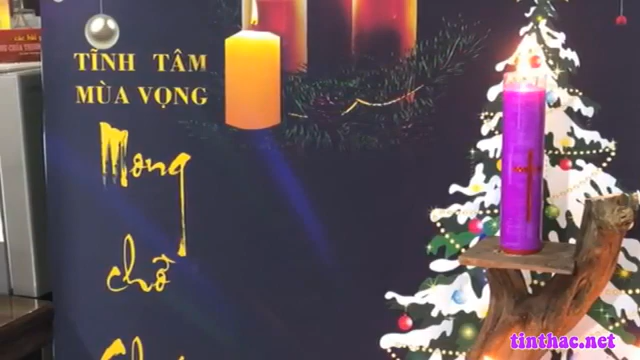 TĨNH TÂM
MÙA VỌNG
Mong
chờ
tinthac.net